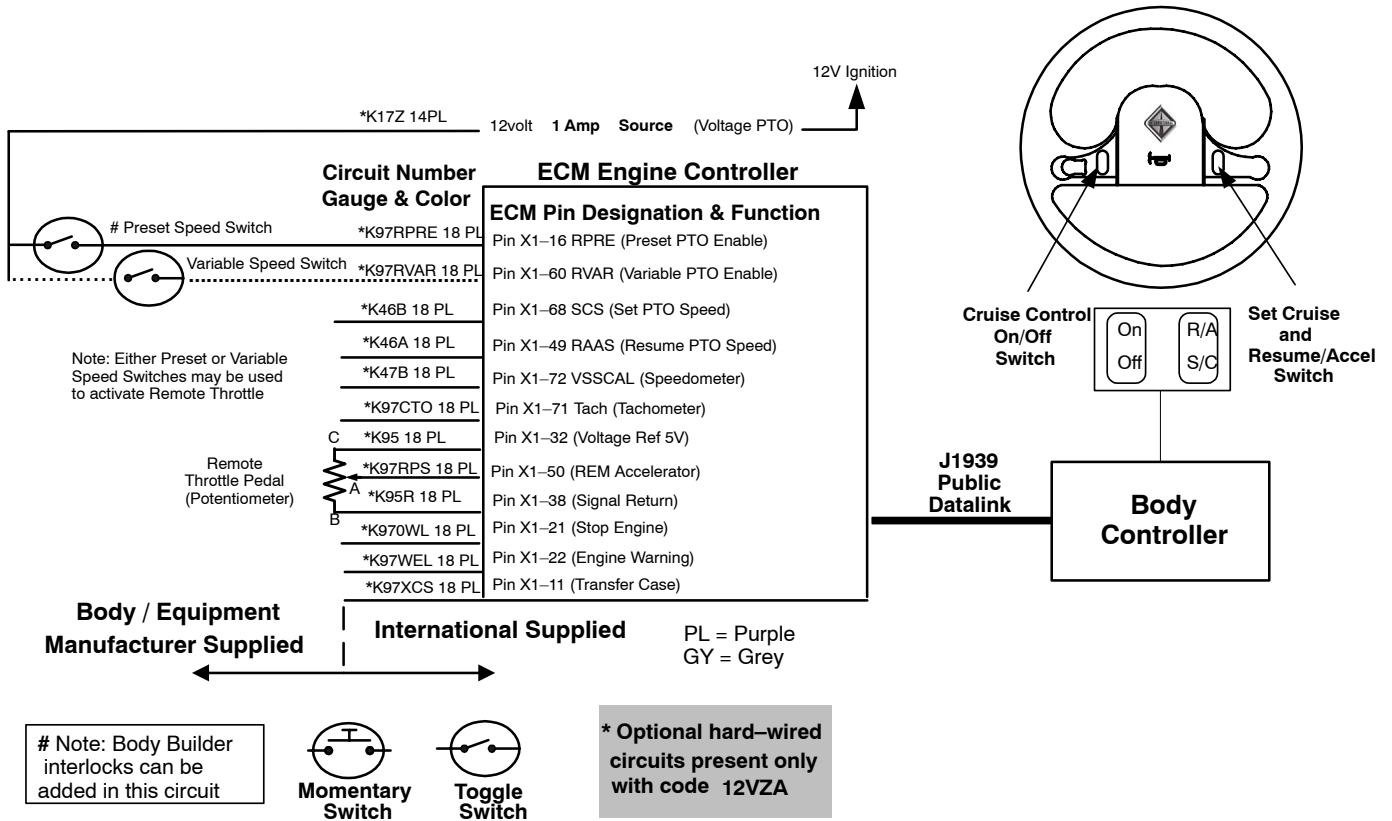 12V Ignition
*K17Z 14PL
12volt 1 Amp Source (Voltage PTO)
Circuit Number
Gauge & Color
ECM Engine Controller
ECM Pin Designation & Function
# Preset Speed Switch
*K97RPRE 18 PL
Pin X1–16 RPRE (Preset PTO Enable)
Variable Speed Switch
*K97RVAR 18 PL
Pin X1–60 RVAR (Variable PTO Enable)
*K46B 18 PL
Pin X1–68 SCS (Set PTO Speed)
*K46A 18 PL
Pin X1–49 RAAS (Resume PTO Speed)
*K47B 18 PL
Pin X1–72 VSSCAL (Speedometer)
*K97CTO 18 PL
Pin X1–71 Tach (Tachometer)
C
*K95 18 PL
Pin X1–32 (Voltage Ref 5V)
*K97RPS 18 PL
Pin X1–50 (REM Accelerator)
A
*K95R 18 PL
Pin X1–38 (Signal Return)
B
*K970WL 18 PL
Pin X1–21 (Stop Engine)
*K97WEL 18 PL
Pin X1–22 (Engine Warning)
*K97XCS 18 PL
Pin X1–11 (Transfer Case)
Note: Either Preset or Variable
Speed Switches may be used
to activate Remote Throttle
Remote
Throttle Pedal
(Potentiometer)
Cruise Control
On/Off
Switch
On
Off
R/A
S/C
Set Cruise
and
Resume/Accel
Switch
J1939
Public
Datalink
Body
Controller
Body / Equipment
Manufacturer Supplied
International Supplied
PL = Purple
GY = Grey
# Note: Body Builder
interlocks can be
added in this circuit
Momentary
Switch
Toggle
Switch
* Optional hard–wired
circuits present only
with code 12VZA